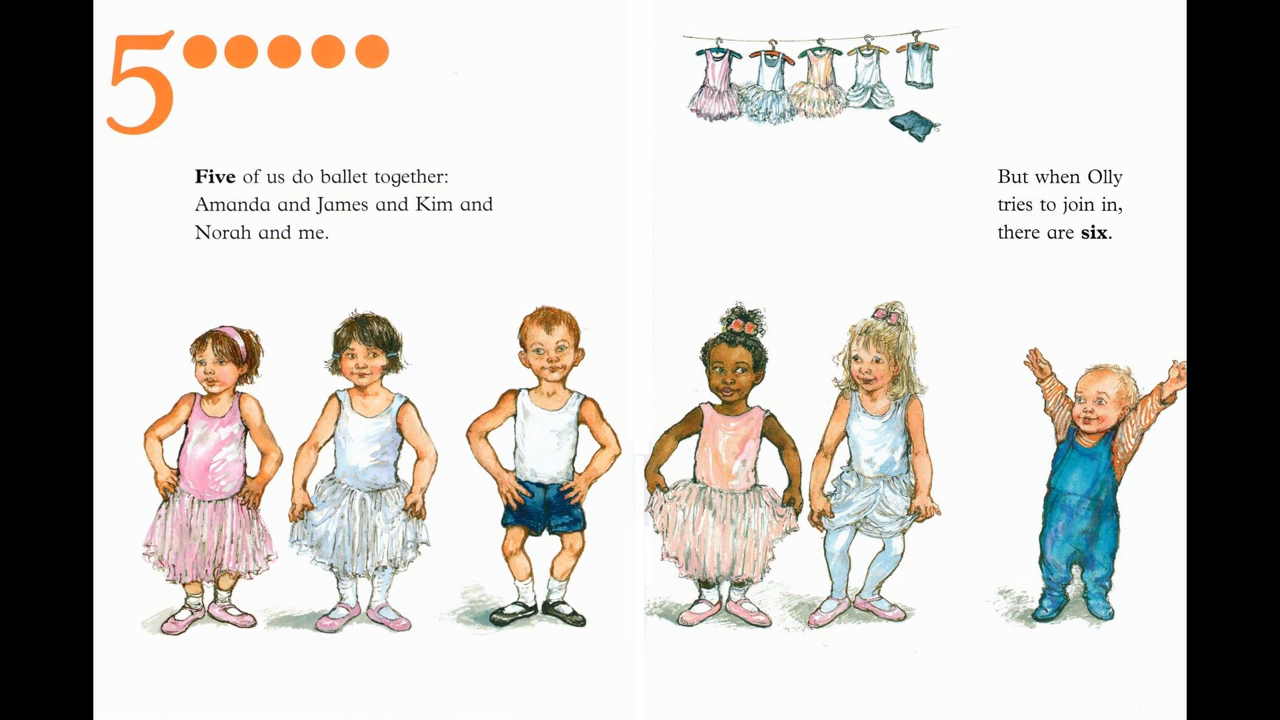 5
Five of us do ballet together:
Amanda and James and Kim and
Norah and me.
But when Olly
tries to join in,
there are six.